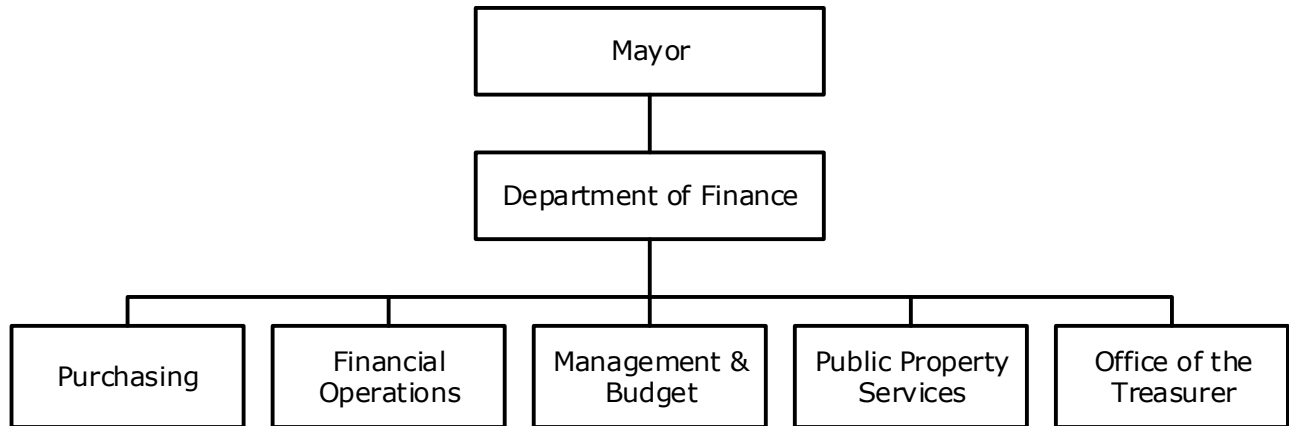 Mayor
Department of Finance
Purchasing
Financial
Operations
Management &
Budget
Public Property
Services
Office of the
Treasurer